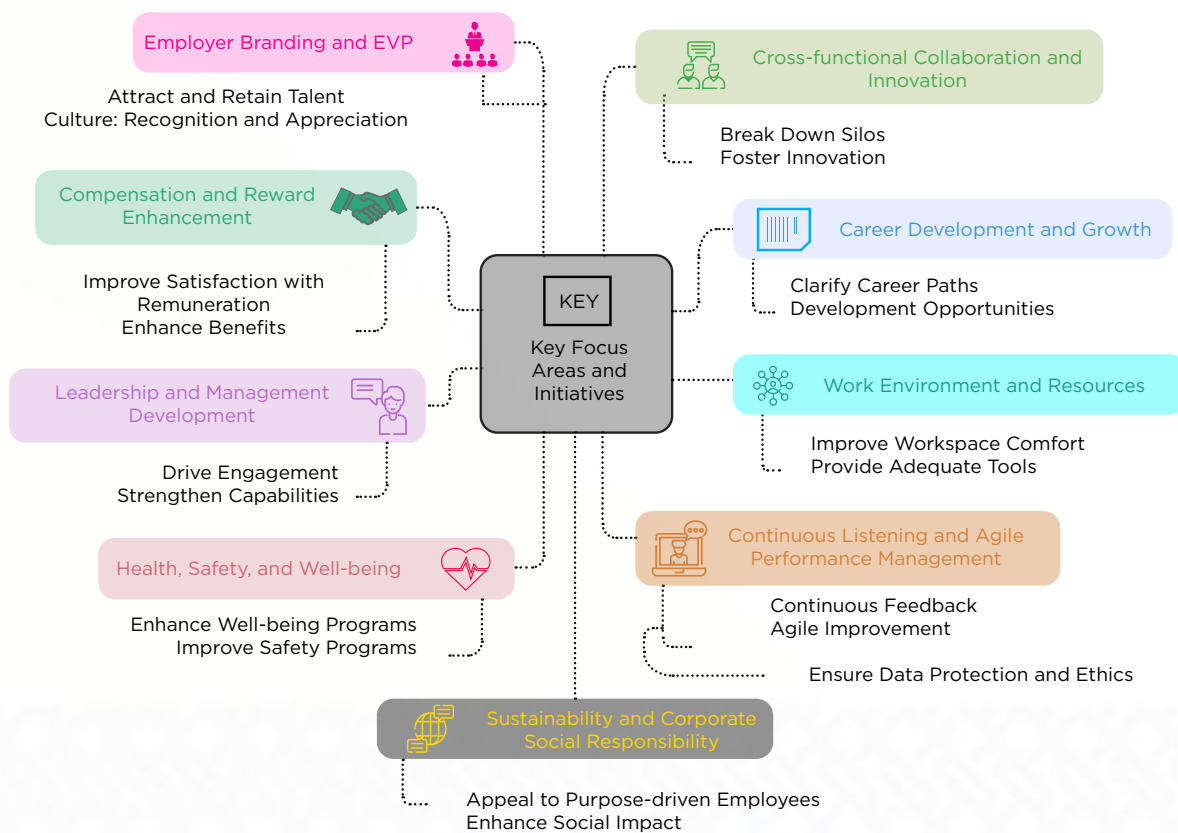 Employer Branding and EVP
Attract and Retain Talent
Culture: Recognition and Appreciation
Compensation and Reward
Enhancement
Improve Satisfaction with
Remuneration
Enhance Benefits
Leadership and Management
Development
Drive Engagement
Strengthen Capabilities
Health, Safety, and Well-being
Enhance Well-being Programs
Improve Safety Programs
KEY
Key Focus
Areas and
Initiatives
Cross-functional Collaboration and
Innovation
Break Down Silos
Foster Innovation
Career Development and Growth
Clarify Career Paths
Development Opportunities
Work Environment and Resources
Improve Workspace Comfort
Provide Adequate Tools
Continuous Listening and Agile
Performance Management
Continuous Feedback
Agile Improvement
Ensure Data Protection and Ethics
Sustainability and Corporate
Social Responsibility
Appeal to Purpose-driven Employees
Enhance Social Impact